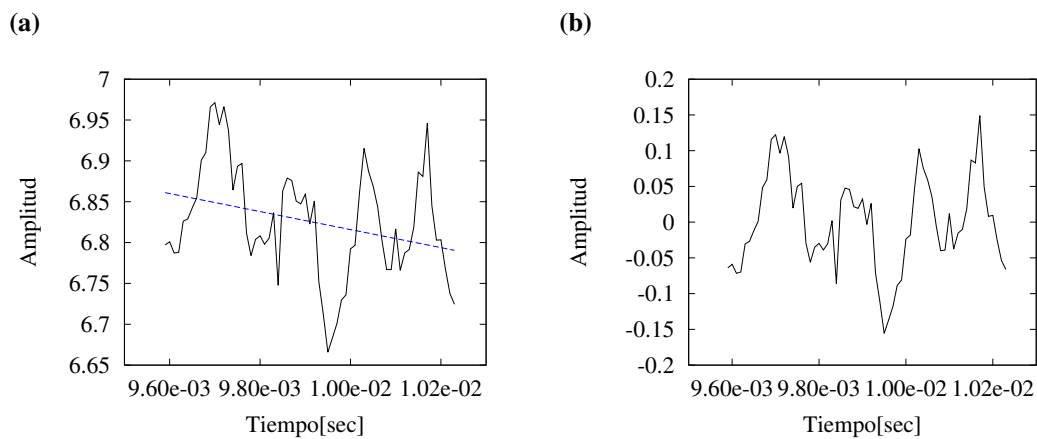 (a)
(b)
7
6.95
6.9
6.85
6.8
6.75
6.7
6.65
Amplitud
9.60e-03 9.80e-03 1.00e-02 1.02e-02
Tiempo[sec]
0.2
0.15
0.1
0.05
0
-0.05
-0.1
-0.15
-0.2
Amplitud
9.60e-03 9.80e-03 1.00e-02 1.02e-02
Tiempo[sec]